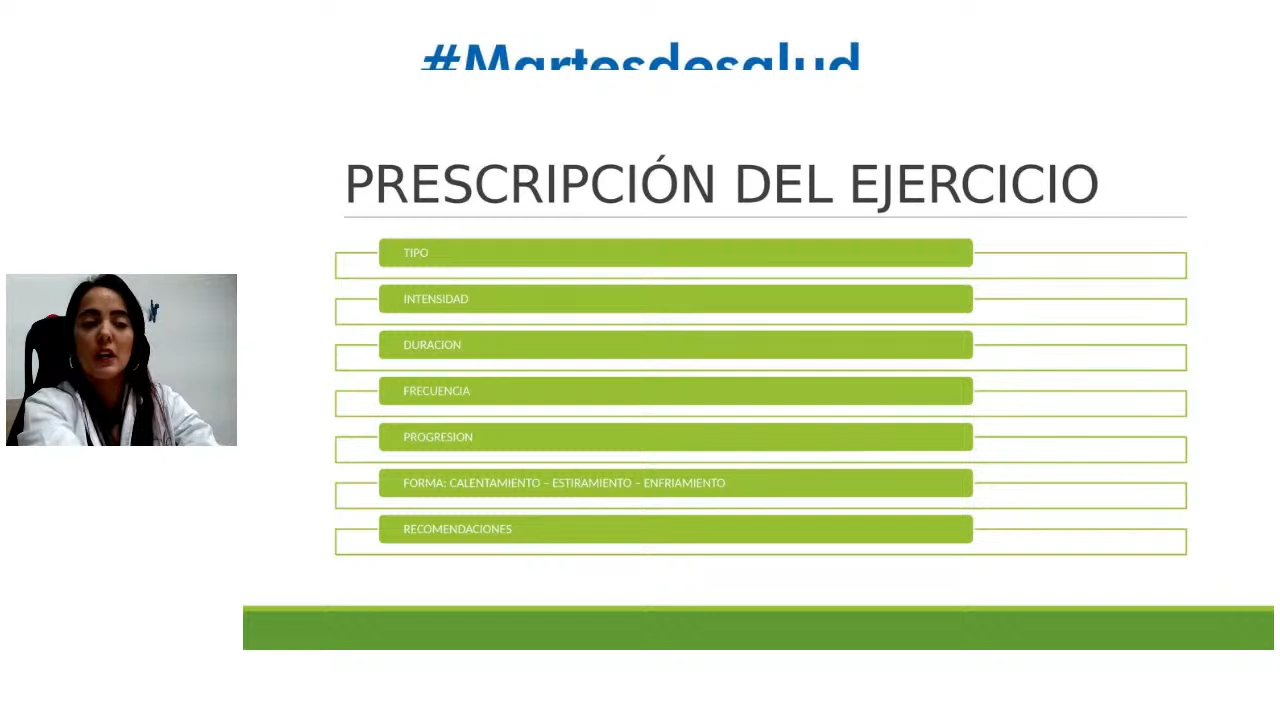 #Martesdesalud
PRESCRIPCIÓN DEL EJERCICIO
TIPO
INTENSIDAD
DURACION
FRECUENCIA
PROGRESION
FORMA: CALENTAMIENTO – ESTIRAMIENTO – ENFRIAMIENTO
RECOMENDACIONES